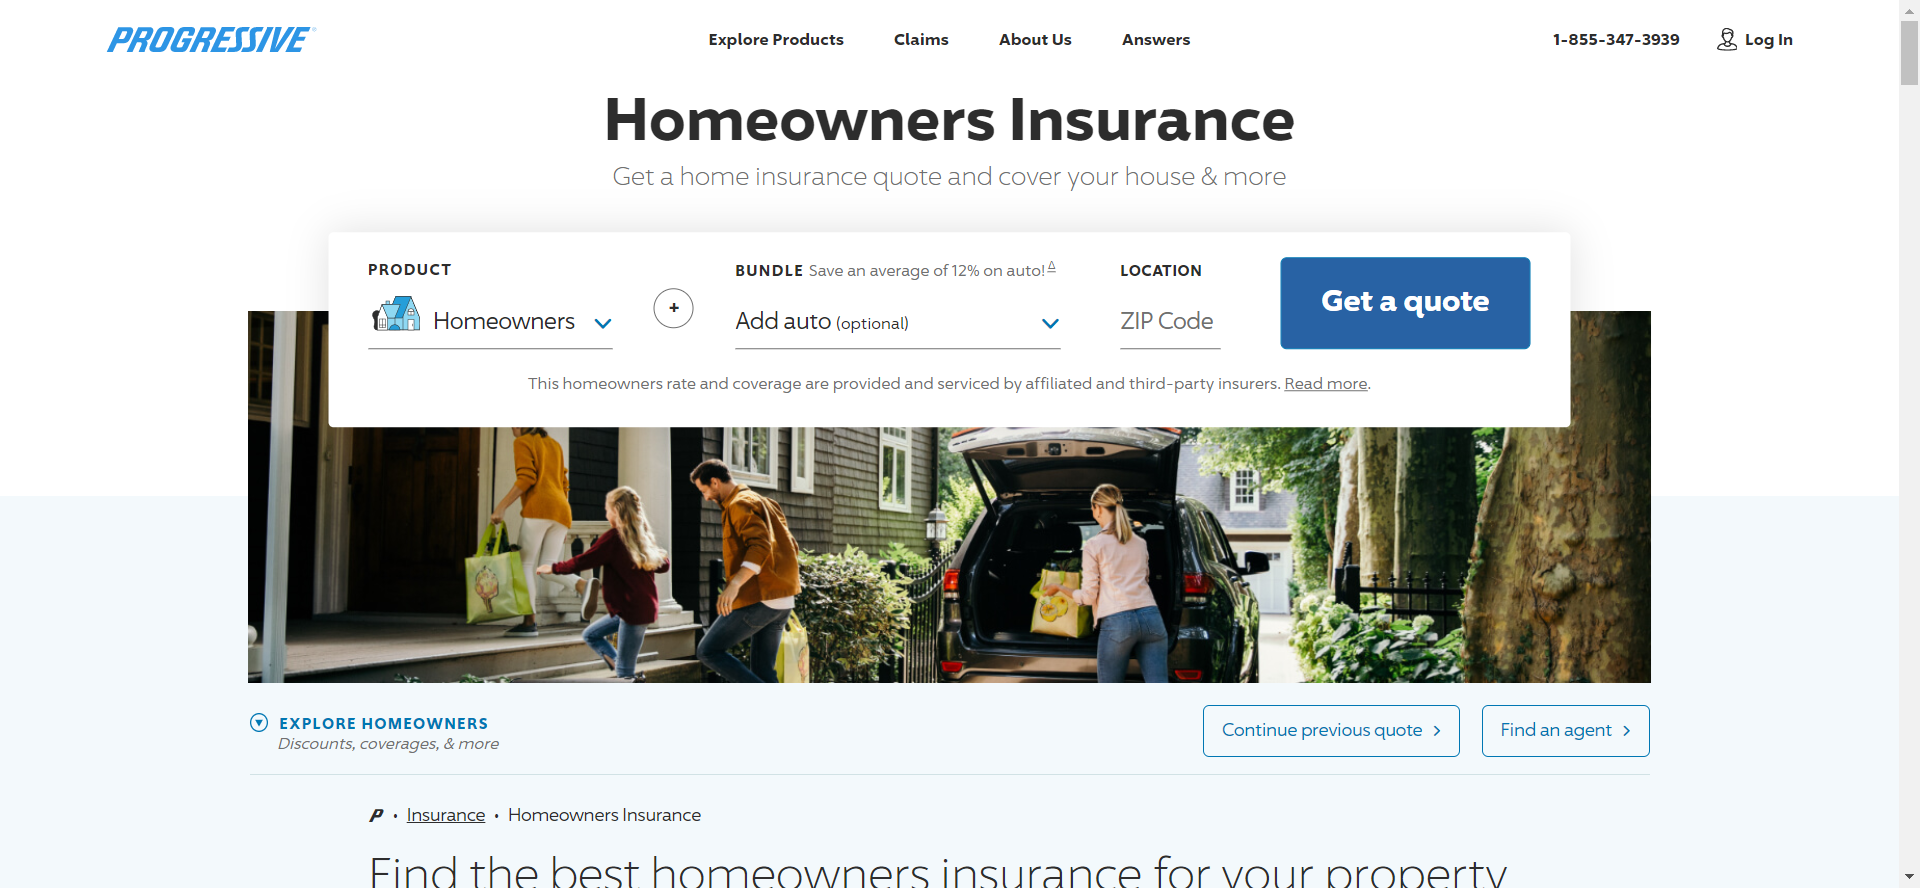 PROGRESSIVE
Explore Products Claims About Us Answers 1-855-347-3939 Log In
Homeowners Insurance
Get a home insurance quote and cover your house & more
PRODUCT
Homeowners
+
BUNDLE Save an average of 12% on auto!Δ
Add auto (optional)
LOCATION
ZIP Code
Get a quote
This homeowners rate and coverage are provided and serviced by affiliated and third-party insurers. Read more.
EXPLORE HOMEOWNERS
Discounts, coverages, & more
Continue previous quote
Find an agent
P • Insurance • Homeowners Insurance
Find the best homeowners insurance for your property